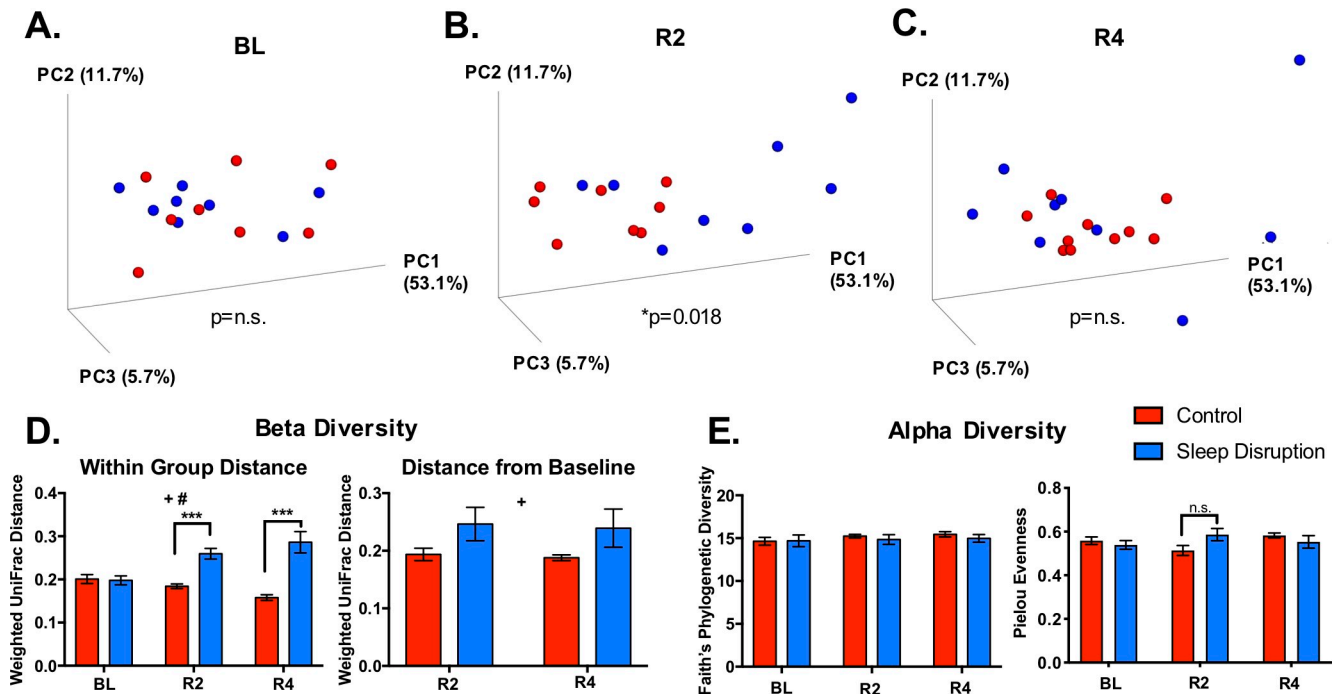 A.
BL
PC2 (11.7%)
PC1
(53.1%)
p=n.s.
PC3 (5.7%)
B.
R2
PC2 (11.7%)
PC1
(53.1%)
*p=0.018
PC3 (5.7%)
C.
R4
PC2 (11.7%)
PC1
(53.1%)
p=n.s.
PC3 (5.7%)
D.
Beta Diversity
Within Group Distance
Weighted UniFrac Distance
0.4
0.3
0.2
0.1
0.0
+ #
***
***
BL
R2
R4
Distance from Baseline
Weighted UniFrac Distance
0.3
0.2
0.1
0.0
+
R2
R4
E.
Alpha Diversity
Control
Sleep Disruption
Faith's Phylogenetic Diversity
20
15
10
5
0
BL
R2
R4
Pielou Evenness
0.8
0.6
0.4
0.2
0.0
n.s.
BL
R2
R4